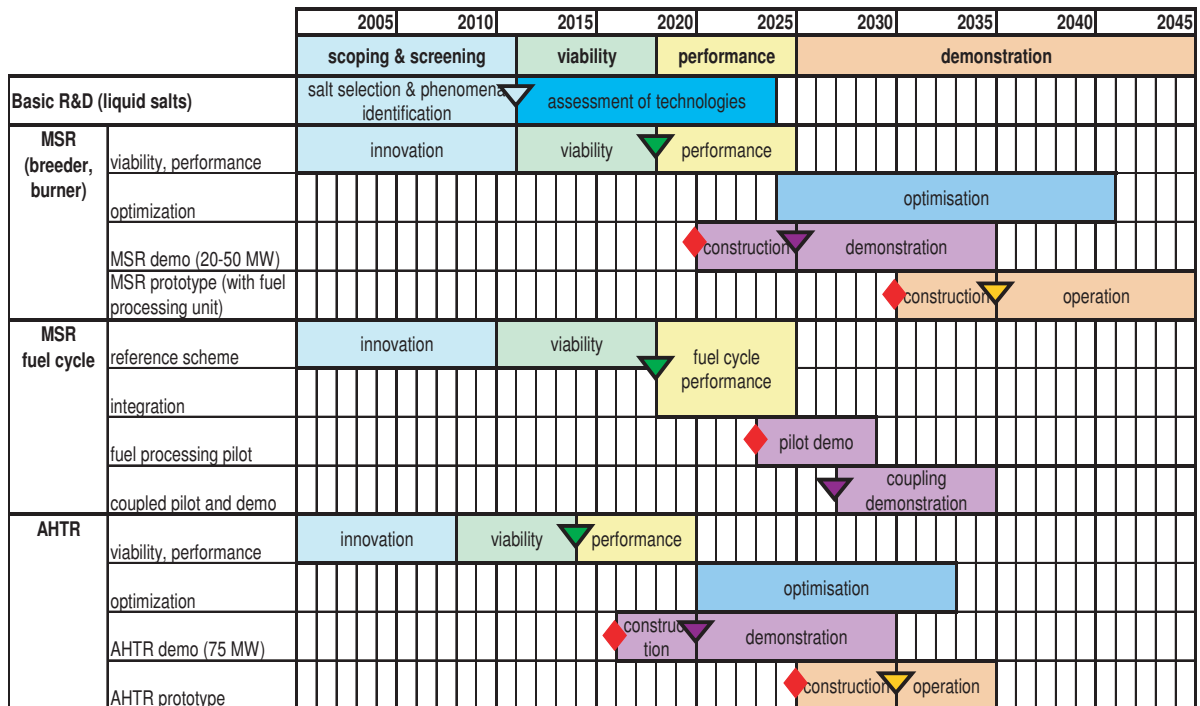 2005 2010 2015 2020 2025 2030 2035 2040 2045
scoping & screening viability performance demonstration
Basic R&D (liquid salts)
salt selection & phenomena
identification
assessment of technologies
MSR
(breeder,
burner)
viability, performance
innovation viability performance
optimization
optimisation
MSR demo (20-50 MW)
construction demonstration
MSR prototype (with fuel
processing unit)
construction operation
MSR
fuel cycle
reference scheme
innovation viability
fuel cycle
performance
integration
fuel processing pilot
pilot demo
coupled pilot and demo
coupling
demonstration
AHTR
viability, performance
innovation viability performance
optimization
optimisation
AHTR demo (75 MW)
construc
tion
demonstration
AHTR prototype
construction operation